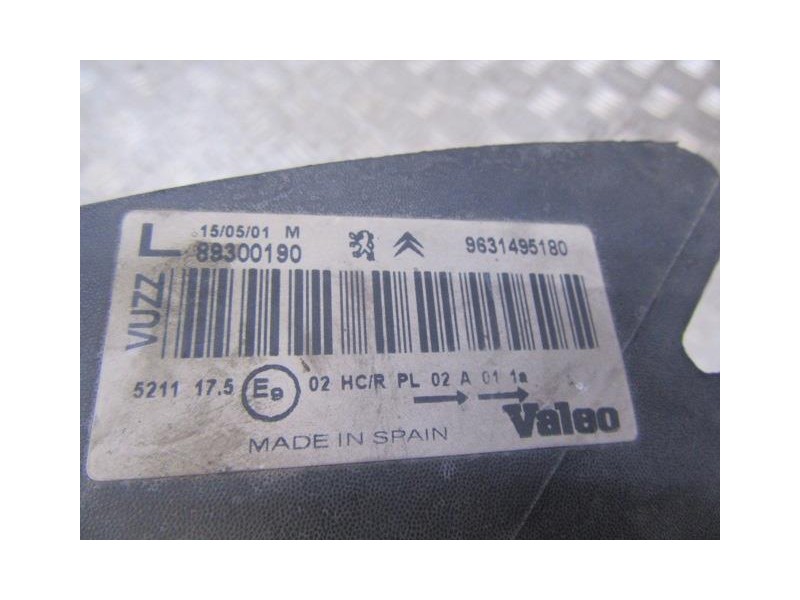 L 15/05/01 M
89300190 9631495180
VUZZ
5211 17.5 E9 02 HC/R PL 02 A 01 1a
Valeo
MADE IN SPAIN